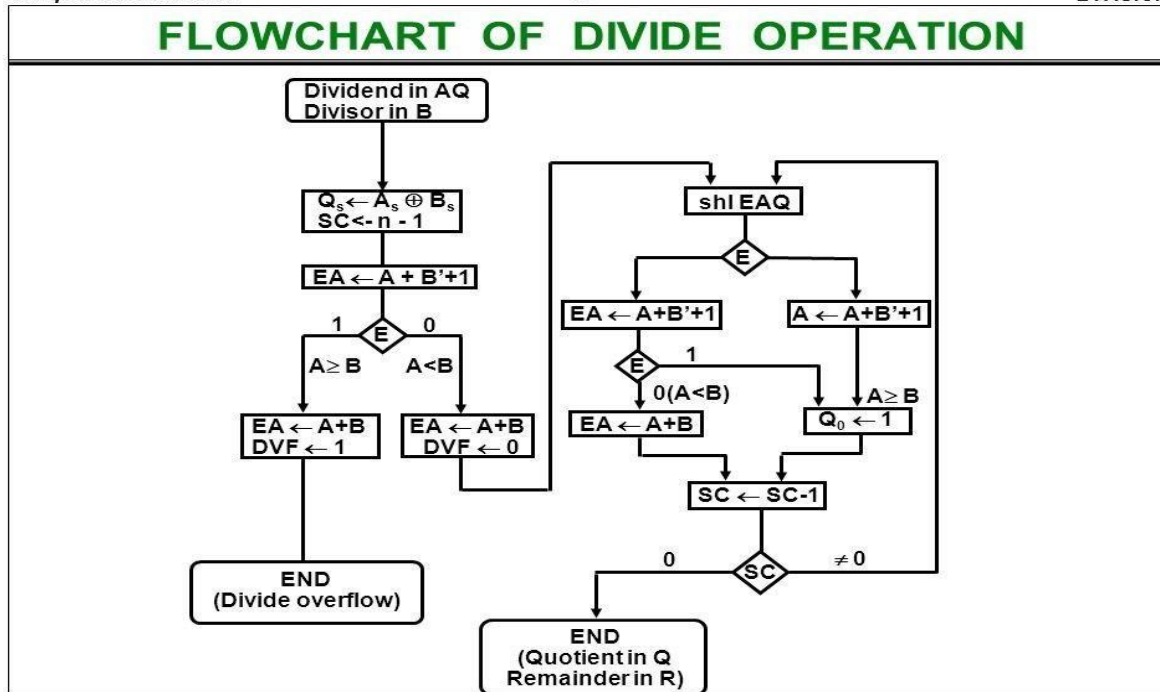 FLOWCHART OF DIVIDE OPERATION
Dividend in AQ
Divisor in B
Qs ← As ⊕ Bs
SC<- n - 1
EA ← A + B’+1
1
E
0
A ≥ B
A<B
EA ← A+B
DVF ← 1
EA ← A+B
DVF ← 0
END
(Divide overflow)
shl EAQ
E
EA ← A+B’+1
A ← A+B’+1
E
1
0(A<B)
A ≥ B
EA ← A+B
Q0 ← 1
SC ← SC-1
0
SC
≠ 0
END
(Quotient in Q
Remainder in R)